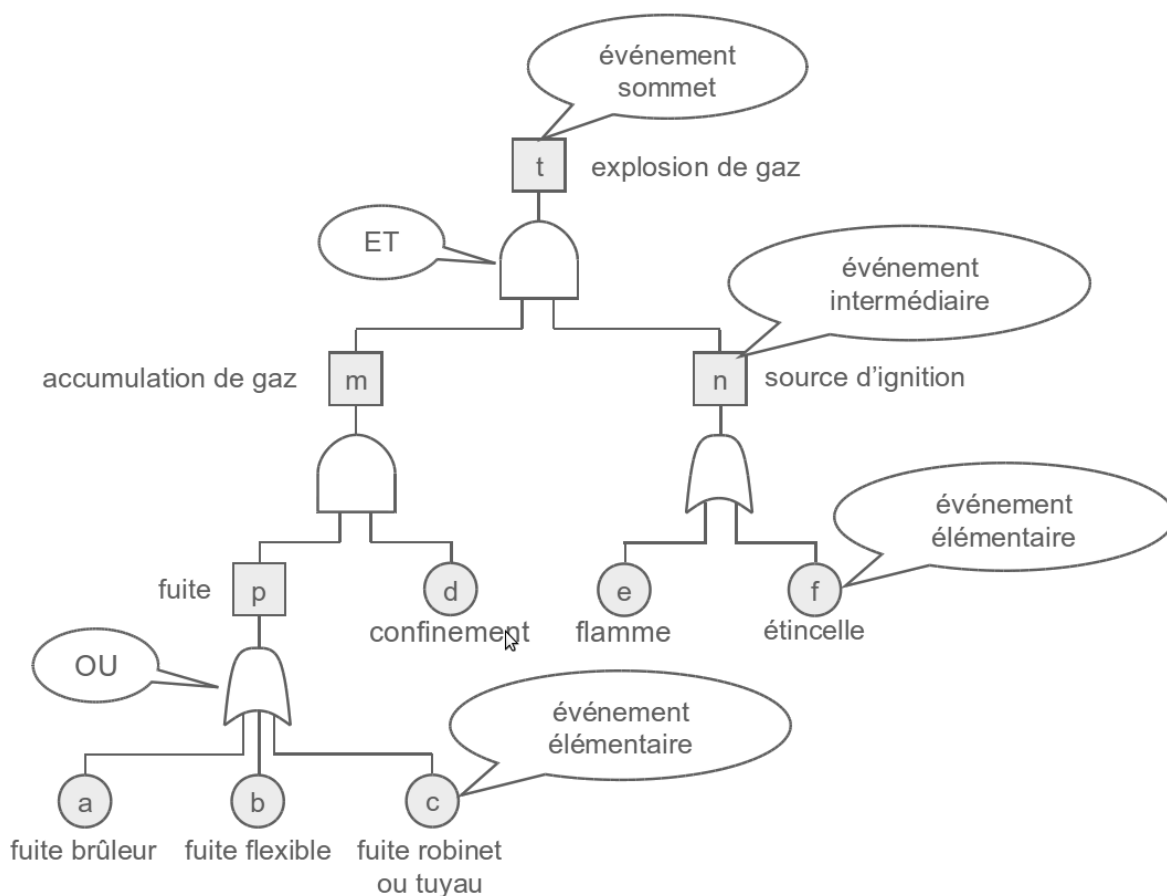 événement
sommet
t
explosion de gaz
ET
événement
intermédiaire
accumulation de gaz
m
n
source d'ignition
événement
élémentaire
fuite
p
d
e
f
confinement
flamme
étincelle
OU
événement
élémentaire
a
b
c
fuite brûleur
fuite flexible
fuite robinet
ou tuyau